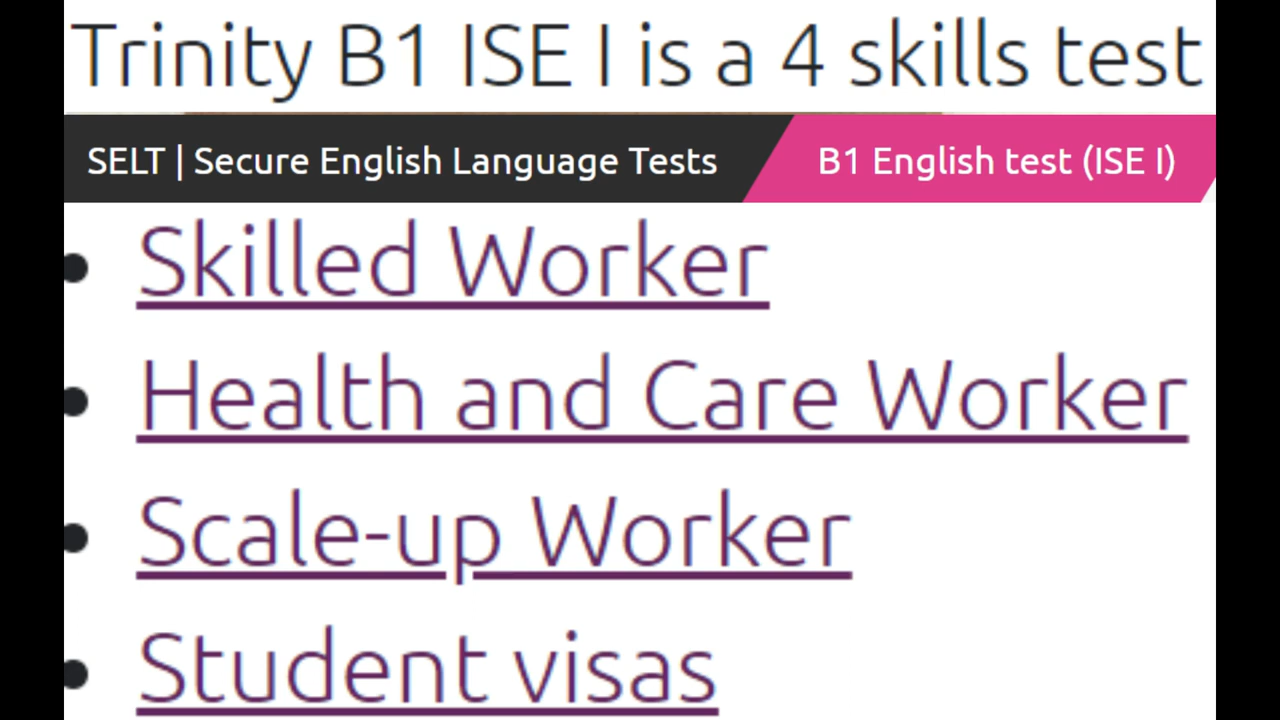 Trinity B1 ISE I is a 4 skills test
SELT | Secure English Language Tests B1 English test (ISE I)
• Skilled Worker
• Health and Care Worker
• Scale-up Worker
• Student visas